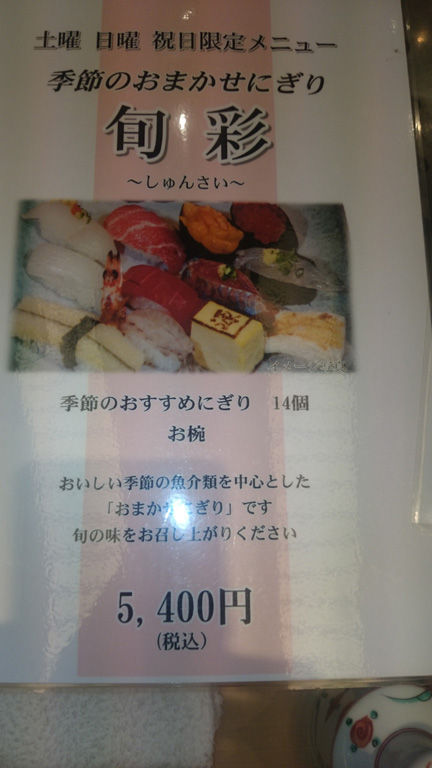 土曜 日曜 祝日限定メニュー
季節のおまかせにぎり
旬 彩
～しゅんさい～
季節のおすすめにぎり 14個
お椀
おいしい季節の魚介類を中心とした
「おまかせにぎり」です
旬の味をお召し上がりください
5,400円
(税込)